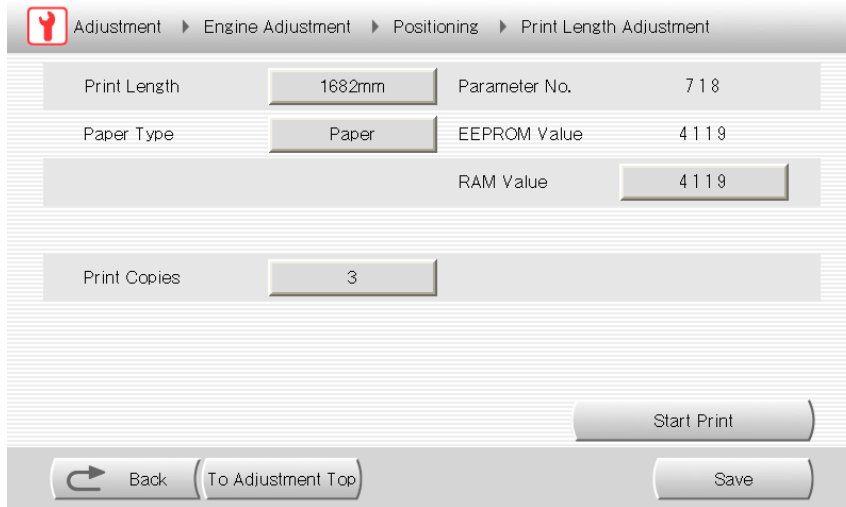 Adjustment Engine Adjustment Positioning Print Length Adjustment
Print Length 1682mm Parameter No. 718
Paper Type Paper EEPROM Value 4119
RAM Value 4119
Print Copies 3
Start Print
Back To Adjustment Top Save